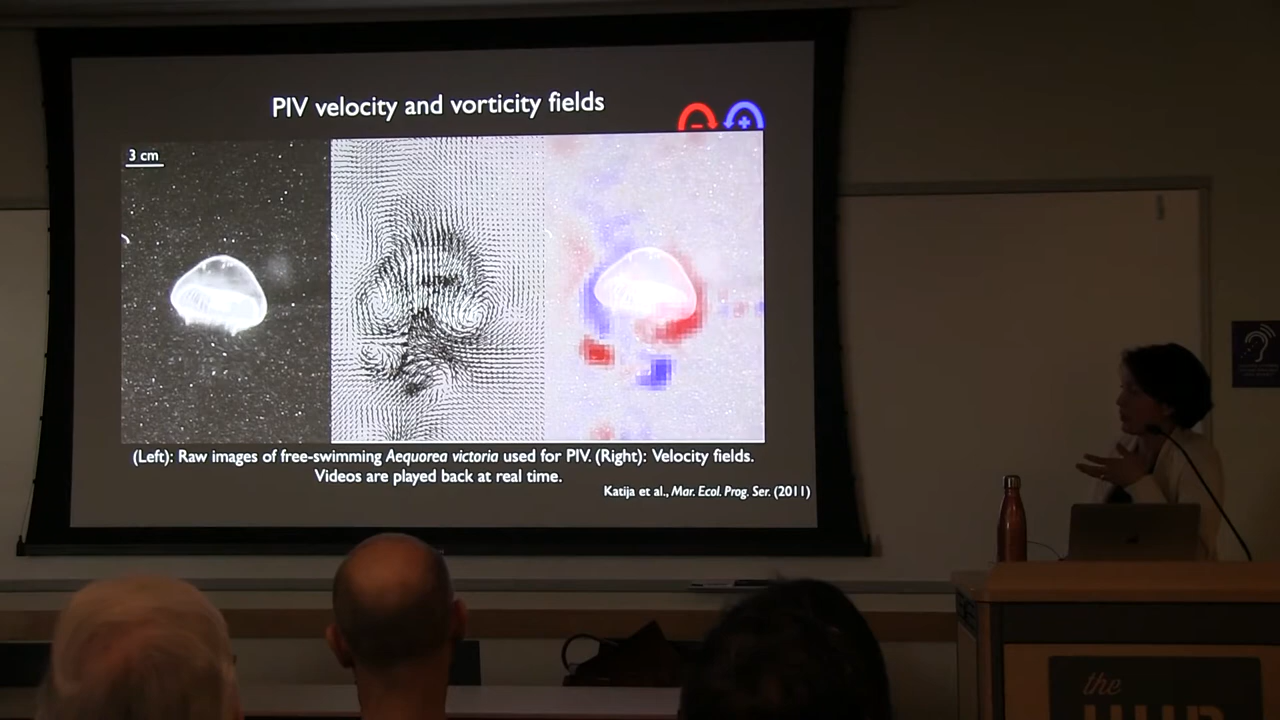 PIV velocity and vorticity fields
3 cm
(Left): Raw images of free-swimming Aequorea victoria used for PIV. (Right): Velocity fields.
Videos are played back at real time.
Katija et al., Mar. Ecol. Prog. Ser. (2011)
the
HUB